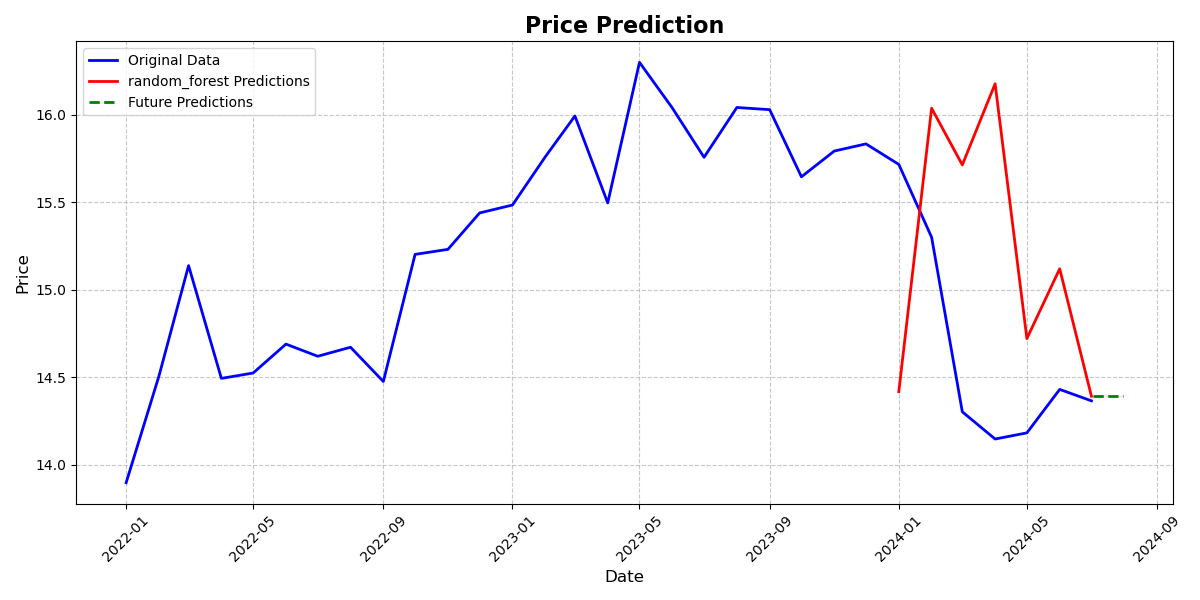 Price Prediction
Original Data
random_forest Predictions
Future Predictions
Price
16.0
15.5
15.0
14.5
14.0
2022-01
2022-05
2022-09
2023-01
2023-05
2023-09
2024-01
2024-05
2024-09
Date